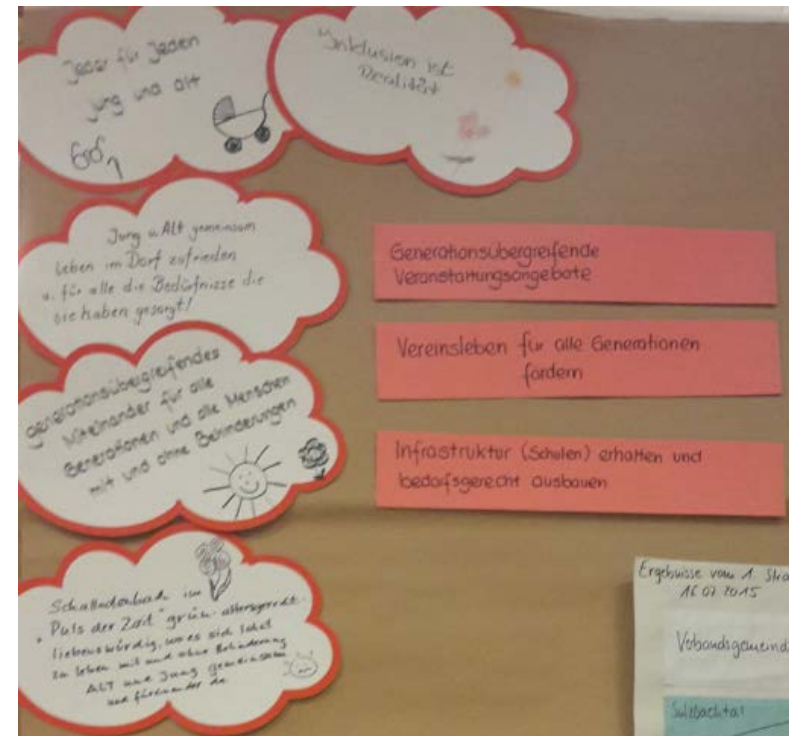 Jeder für Jeden
jung und alt
Inklusion ist
Realität
Jung u. Alt gemeinsam
leben im Dorf zufrieden
u. für alle die Bedürfnisse die
sie haben gesorgt!
generationsübergreifendes
Miteinander für alle
Generationen und alle Menschen
mit und ohne Behinderungen
im
"Puls der Zeit" grün altersgerecht
liebenswürdig, wo es sich lohnt
zu leben mit und ohne Behinderung
ALT und Jung gemeinsam
und füreinander da
Generationsübergreifende
Veranstaltungsangebote
Vereinsleben für alle Generationen
fördern
Infrastruktur (Schulen) erhalten und
bedarfsgerecht ausbauen
Ergebnisse vom 1.
16.07.2015
Verbandsgemeind
Sulzbachtal